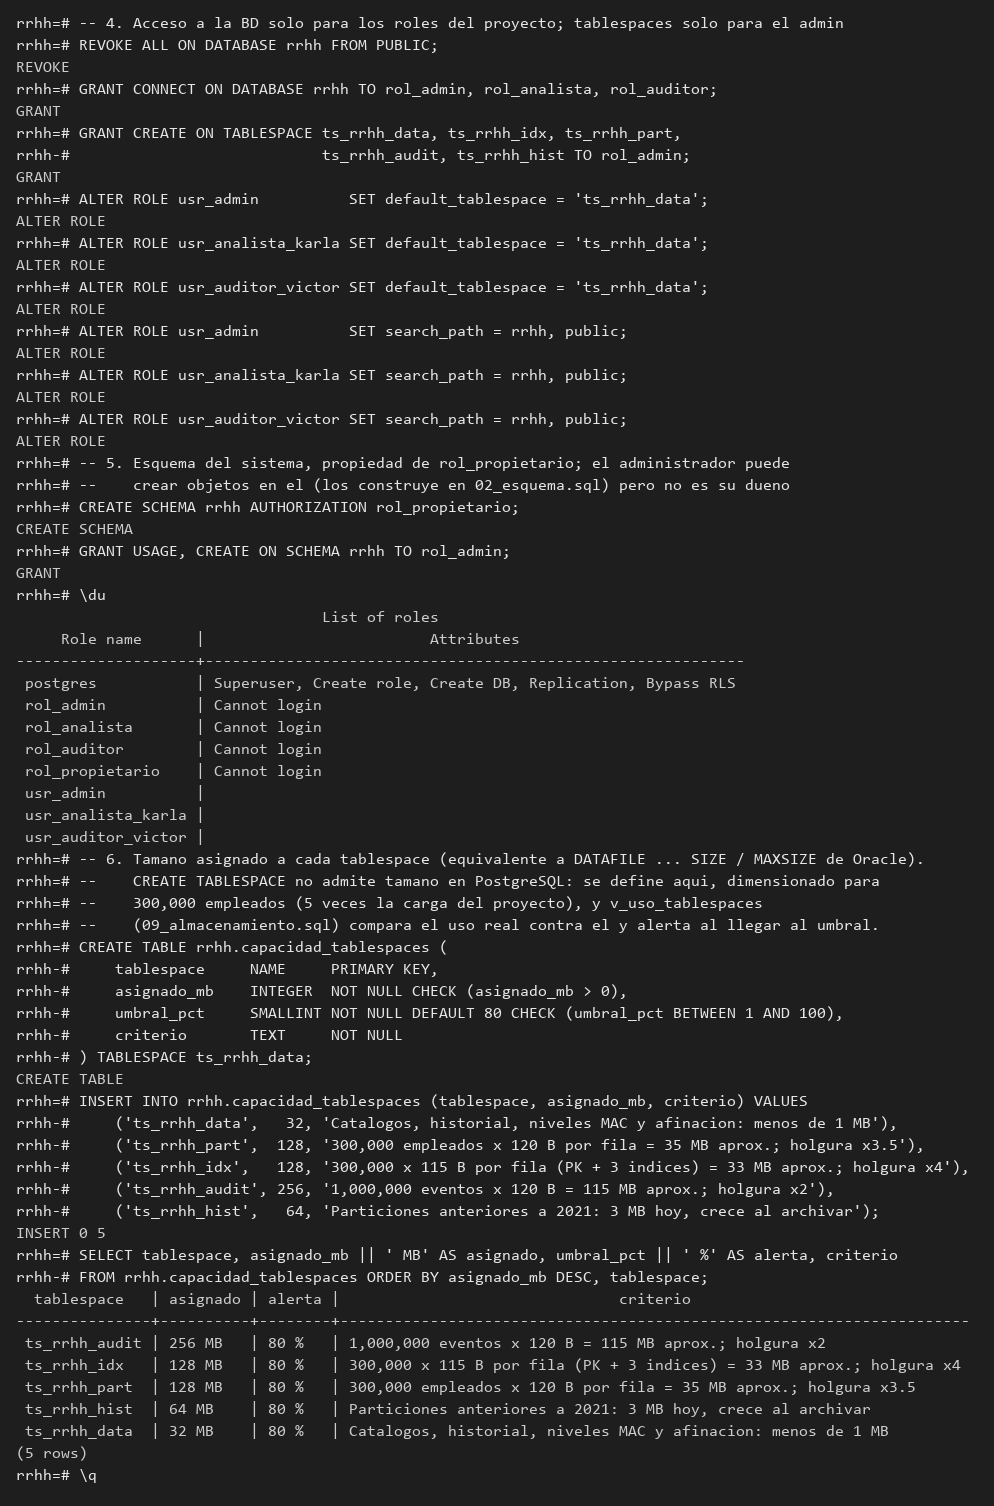 rrhh=# -- 4. Acceso a la BD solo para los roles del proyecto; tablespaces solo para el admin
rrhh=# REVOKE ALL ON DATABASE rrhh FROM PUBLIC;
REVOKE
rrhh=# GRANT CONNECT ON DATABASE rrhh TO rol_admin, rol_analista, rol_auditor;
GRANT
rrhh=# GRANT CREATE ON TABLESPACE ts_rrhh_data, ts_rrhh_idx, ts_rrhh_part,
rrhh-#                            ts_rrhh_audit, ts_rrhh_hist TO rol_admin;
GRANT
rrhh=# ALTER ROLE usr_admin          SET default_tablespace = 'ts_rrhh_data';
ALTER ROLE
rrhh=# ALTER ROLE usr_analista_karla SET default_tablespace = 'ts_rrhh_data';
ALTER ROLE
rrhh=# ALTER ROLE usr_auditor_victor SET default_tablespace = 'ts_rrhh_data';
ALTER ROLE
rrhh=# ALTER ROLE usr_admin          SET search_path = rrhh, public;
ALTER ROLE
rrhh=# ALTER ROLE usr_analista_karla SET search_path = rrhh, public;
ALTER ROLE
rrhh=# ALTER ROLE usr_auditor_victor SET search_path = rrhh, public;
ALTER ROLE
rrhh=# -- 5. Esquema del sistema, propiedad de rol_propietario; el administrador puede
rrhh=# --    crear objetos en el (los construye en 02_esquema.sql) pero no es su dueno
rrhh=# CREATE SCHEMA rrhh AUTHORIZATION rol_propietario;
CREATE SCHEMA
rrhh=# GRANT USAGE, CREATE ON SCHEMA rrhh TO rol_admin;
GRANT
rrhh=# \du
                                  List of roles
     Role name      |                         Attributes
--------------------+------------------------------------------------------------
 postgres           | Superuser, Create role, Create DB, Replication, Bypass RLS
 rol_admin          | Cannot login
 rol_analista       | Cannot login
 rol_auditor        | Cannot login
 rol_propietario    | Cannot login
 usr_admin          |
 usr_analista_karla |
 usr_auditor_victor |
rrhh=# -- 6. Tamano asignado a cada tablespace (equivalente a DATAFILE ... SIZE / MAXSIZE de Oracle).
rrhh=# --    CREATE TABLESPACE no admite tamano en PostgreSQL: se define aqui, dimensionado para
rrhh=# --    300,000 empleados (5 veces la carga del proyecto), y v_uso_tablespaces
rrhh=# --    (09_almacenamiento.sql) compara el uso real contra el y alerta al llegar al umbral.
rrhh=# CREATE TABLE rrhh.capacidad_tablespaces (
rrhh-#     tablespace     NAME     PRIMARY KEY,
rrhh-#     asignado_mb    INTEGER  NOT NULL CHECK (asignado_mb > 0),
rrhh-#     umbral_pct     SMALLINT NOT NULL DEFAULT 80 CHECK (umbral_pct BETWEEN 1 AND 100),
rrhh-#     criterio       TEXT     NOT NULL
rrhh-# ) TABLESPACE ts_rrhh_data;
CREATE TABLE
rrhh=# INSERT INTO rrhh.capacidad_tablespaces (tablespace, asignado_mb, criterio) VALUES
rrhh-#     ('ts_rrhh_data',   32, 'Catalogos, historial, niveles MAC y afinacion: menos de 1 MB'),
rrhh-#     ('ts_rrhh_part',  128, '300,000 empleados x 120 B por fila = 35 MB aprox.; holgura x3.5'),
rrhh-#     ('ts_rrhh_idx',   128, '300,000 x 115 B por fila (PK + 3 indices) = 33 MB aprox.; holgura x4'),
rrhh-#     ('ts_rrhh_audit', 256, '1,000,000 eventos x 120 B = 115 MB aprox.; holgura x2'),
rrhh-#     ('ts_rrhh_hist',   64, 'Particiones anteriores a 2021: 3 MB hoy, crece al archivar');
INSERT 0 5
rrhh=# SELECT tablespace, asignado_mb || ' MB' AS asignado, umbral_pct || ' %' AS alerta, criterio
rrhh-# FROM rrhh.capacidad_tablespaces ORDER BY asignado_mb DESC, tablespace;
  tablespace   | asignado | alerta |                               criterio
---------------+----------+--------+----------------------------------------------------------------------
 ts_rrhh_audit | 256 MB   | 80 %   | 1,000,000 eventos x 120 B = 115 MB aprox.; holgura x2
 ts_rrhh_idx   | 128 MB   | 80 %   | 300,000 x 115 B por fila (PK + 3 indices) = 33 MB aprox.; holgura x4
 ts_rrhh_part  | 128 MB   | 80 %   | 300,000 empleados x 120 B por fila = 35 MB aprox.; holgura x3.5
 ts_rrhh_hist  | 64 MB    | 80 %   | Particiones anteriores a 2021: 3 MB hoy, crece al archivar
 ts_rrhh_data  | 32 MB    | 80 %   | Catalogos, historial, niveles MAC y afinacion: menos de 1 MB
(5 rows)
rrhh=# \q